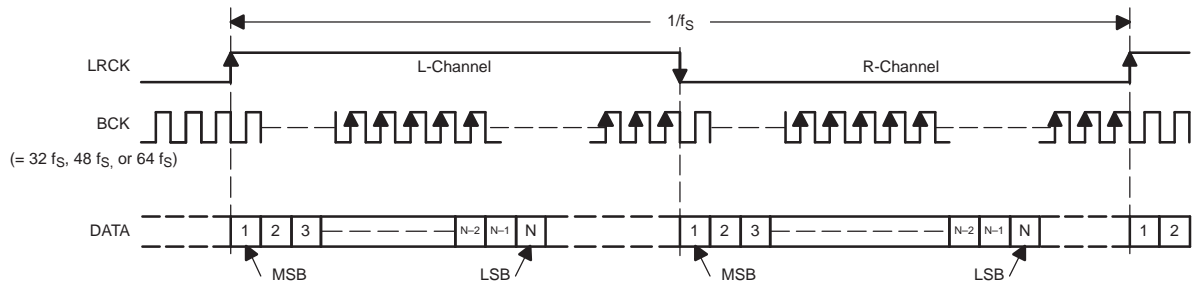 1/fS
LRCK
L-Channel
R-Channel
BCK
(= 32 fS, 48 fS, or 64 fS)
DATA
1 2 3 N–2 N–1 N 1 2 3 N–2 N–1 N 1 2
MSB LSB MSB LSB